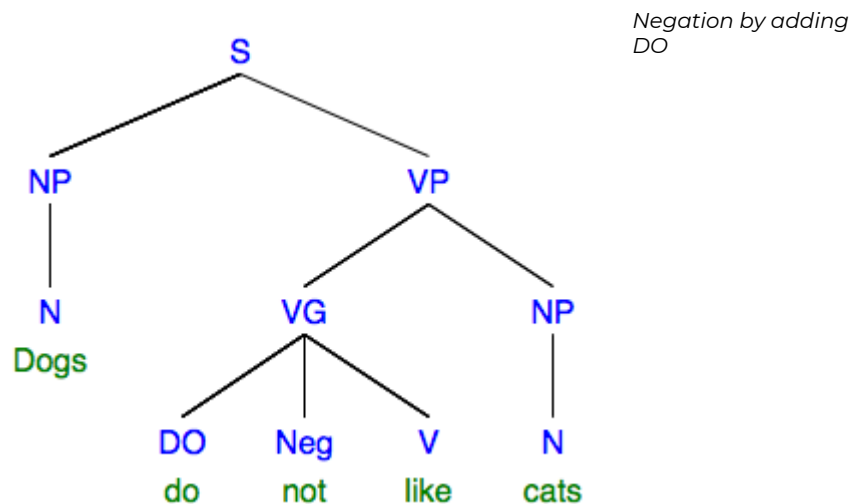 Negation by adding
DO
S
NP VP
N VG NP
Dogs
DO Neg V N
do not like cats